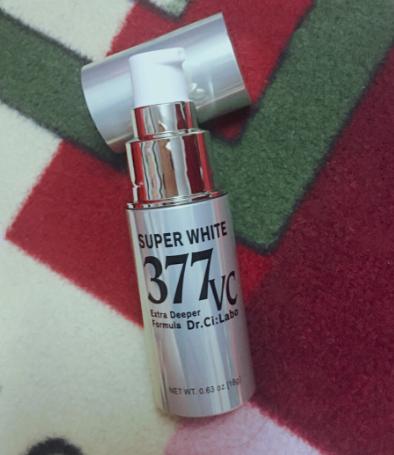 SUPER WHITE
377VC
Extra Deeper
Formula Dr.Ci:Labo
NET WT. 0.63 oz [18g]